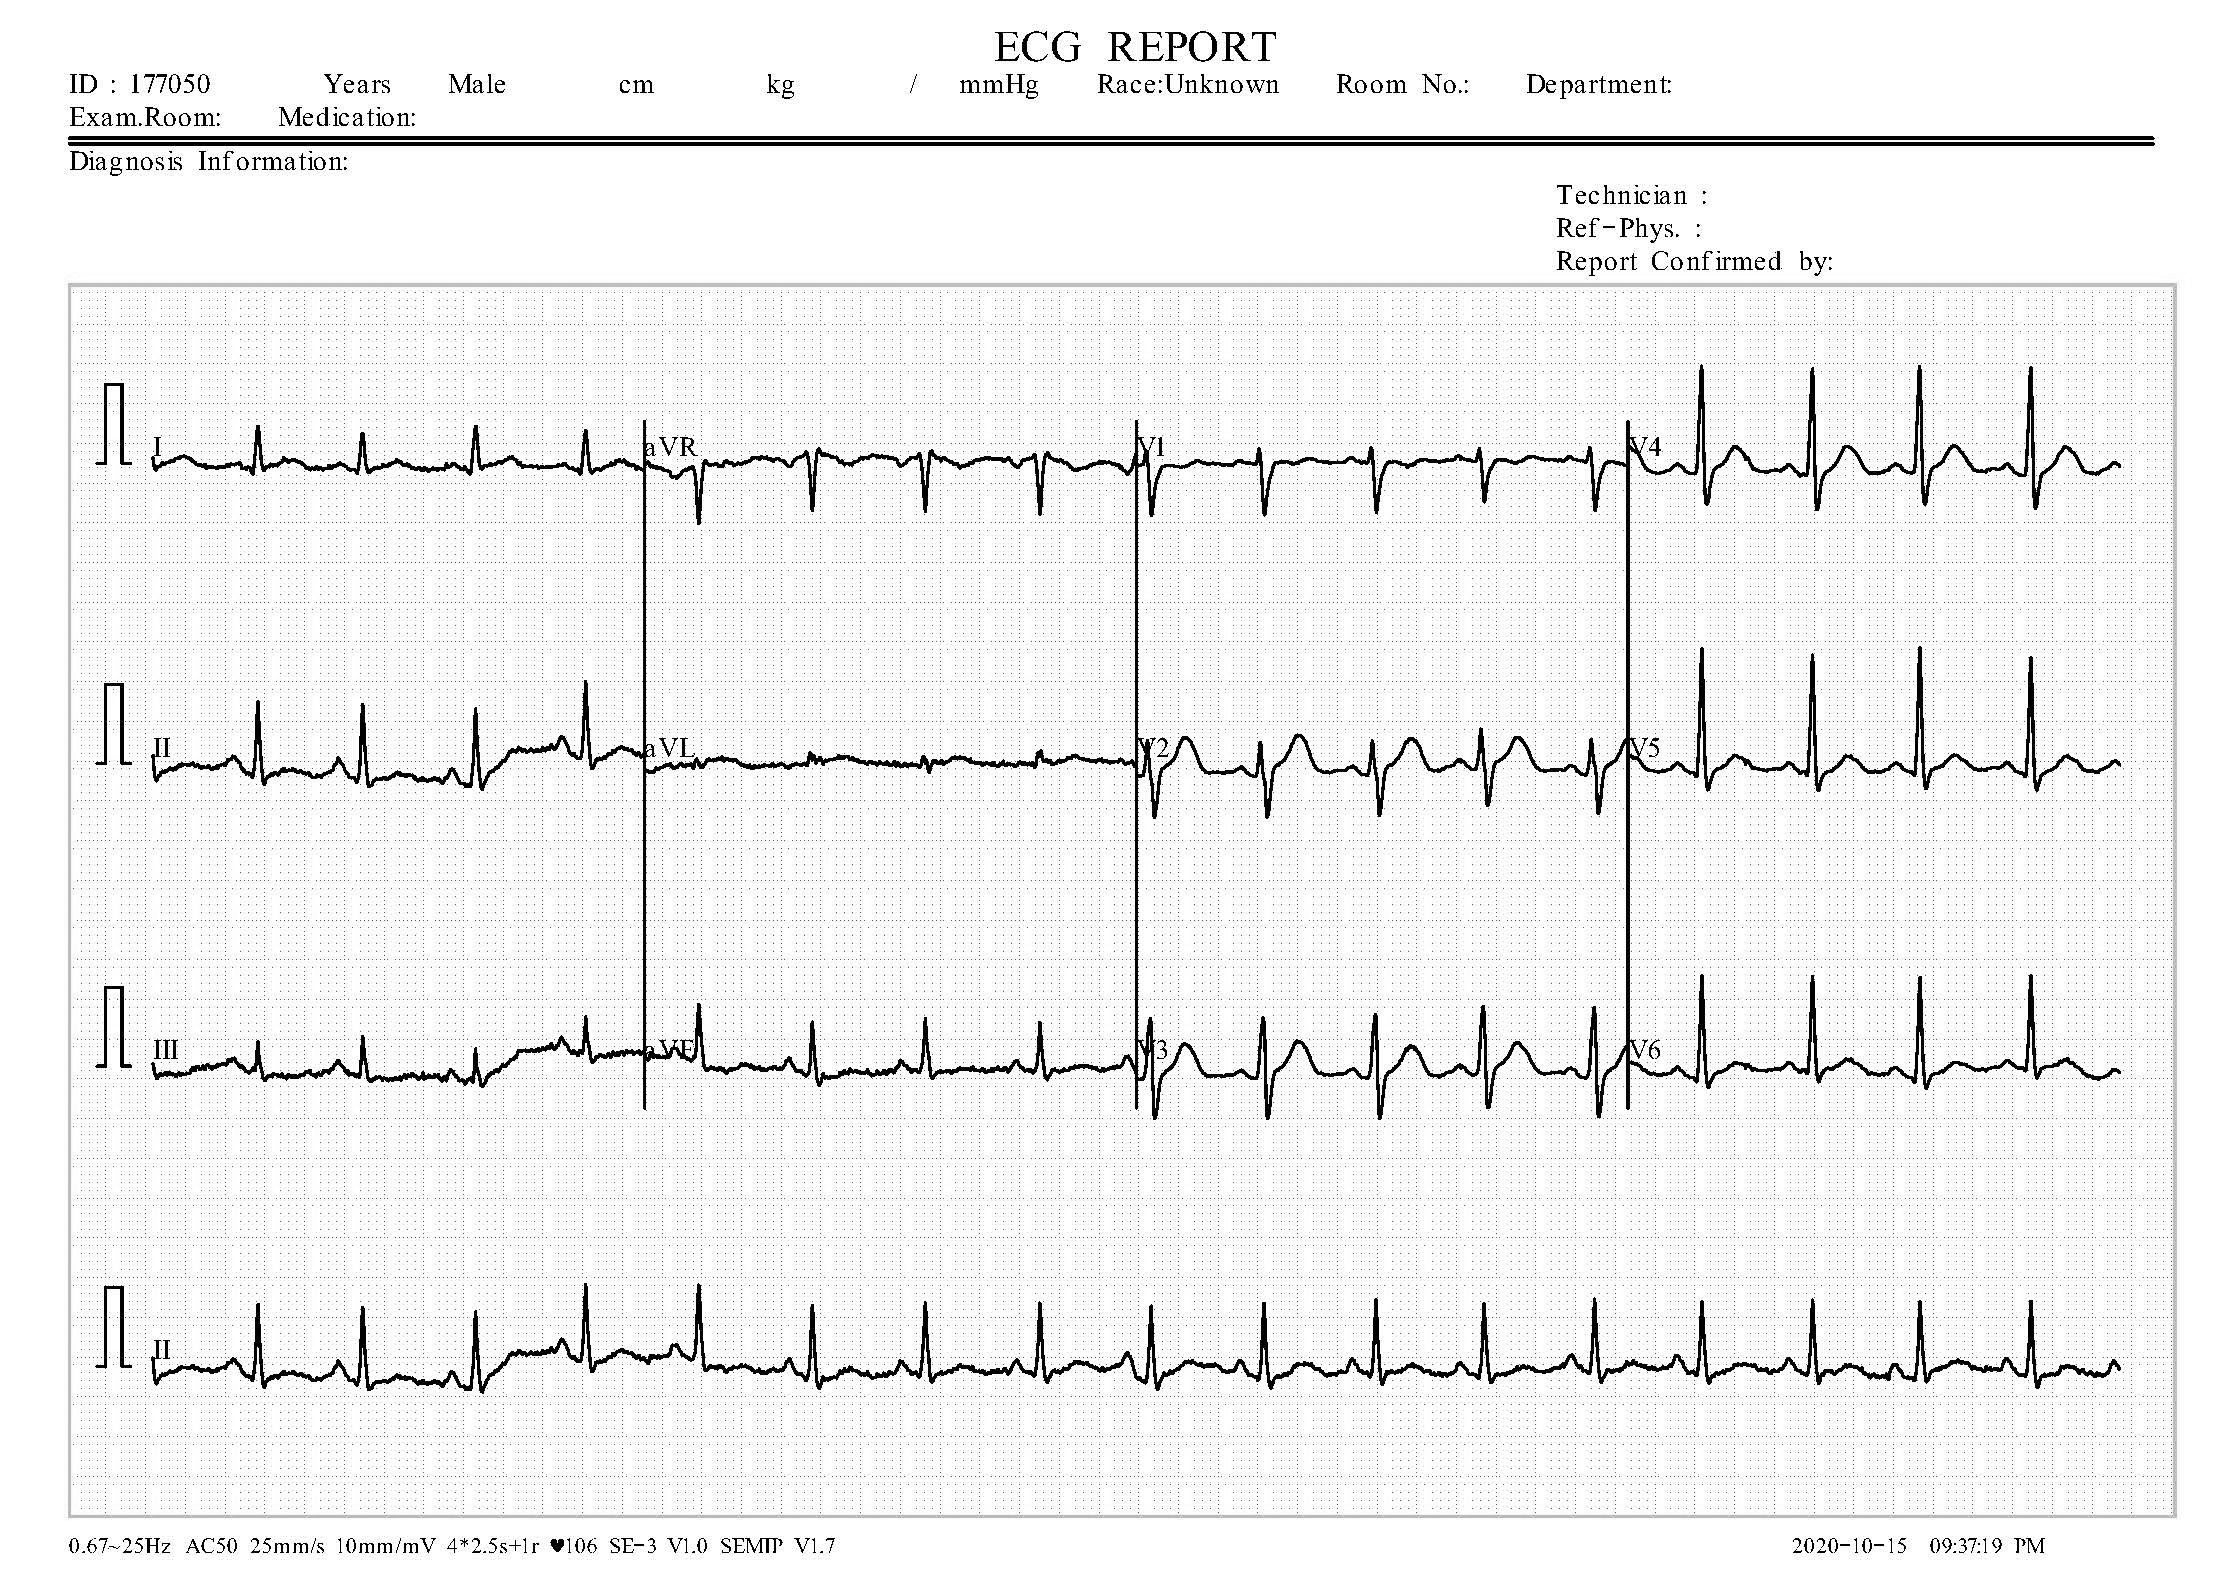 ECG REPORT
ID : 177050 Years Male cm kg / mmHg Race:Unknown Room No.: Department:
Exam.Room: Medication:
Diagnosis Information:
Technician :
Ref-Phys. :
Report Confirmed by:
I aVR V1 V4
II aVL V2 V5
III aVF V3 V6
II
0.67~25Hz AC50 25mm/s 10mm/mV 4*2.5s+1r ♥106 SE-3 V1.0 SEMIP V1.7 2020-10-15 09:37:19 PM